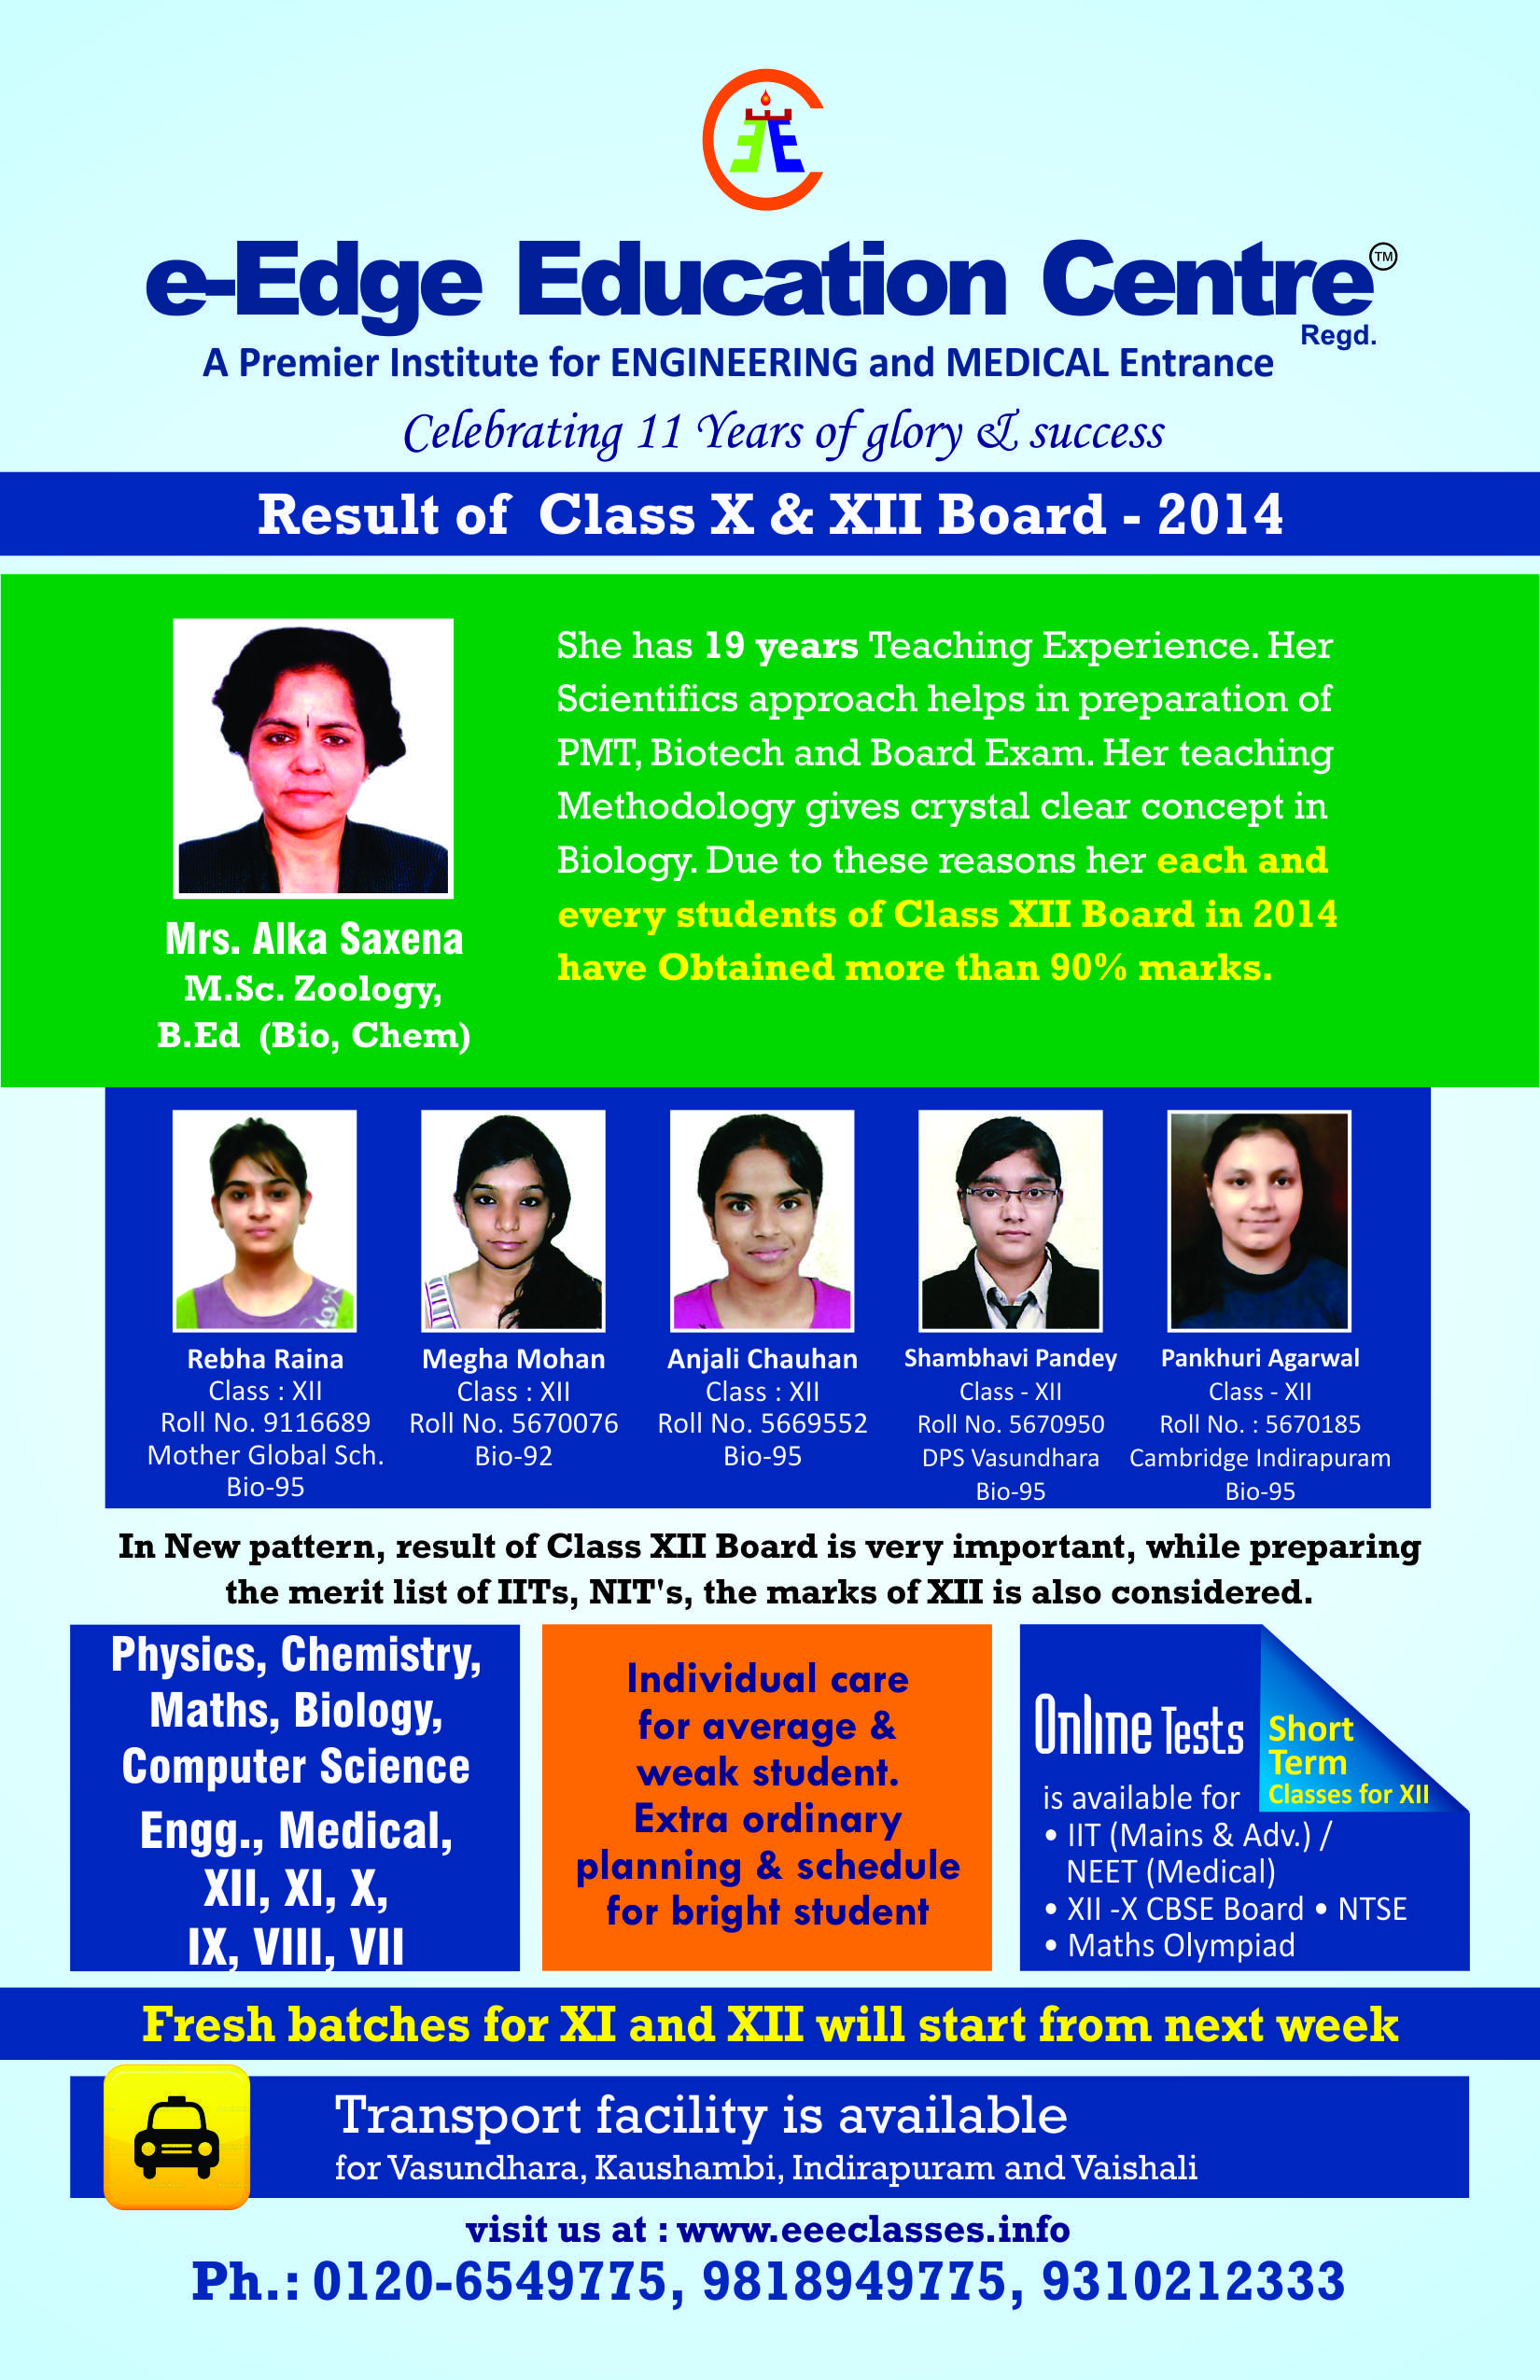 e-Edge Education Centre TM
Regd.
A Premier Institute for ENGINEERING and MEDICAL Entrance
Celebrating 11 Years of glory & success
Result of Class X & XII Board - 2014
She has 19 years Teaching Experience. Her
Scientifics approach helps in preparation of
PMT, Biotech and Board Exam. Her teaching
Methodology gives crystal clear concept in
Biology. Due to these reasons her each and
every students of Class XII Board in 2014
have Obtained more than 90% marks.
Mrs. Alka Saxena
M.Sc. Zoology,
B.Ed (Bio, Chem)
Rebha Raina
Class : XII
Roll No. 9116689
Mother Global Sch.
Bio-95
Megha Mohan
Class : XII
Roll No. 5670076
Bio-92
Anjali Chauhan
Class : XII
Roll No. 5669552
Bio-95
Shambhavi Pandey
Class - XII
Roll No. 5670950
DPS Vasundhara
Bio-95
Pankhuri Agarwal
Class - XII
Roll No. : 5670185
Cambridge Indirapuram
Bio-95
In New pattern, result of Class XII Board is very important, while preparing
the merit list of IITs, NIT's, the marks of XII is also considered.
Physics, Chemistry,
Maths, Biology,
Computer Science
Engg., Medical,
XII, XI, X,
IX, VIII, VII
Individual care
for average &
weak student.
Extra ordinary
planning & schedule
for bright student
Online Tests
is available for
• IIT (Mains & Adv.) /
NEET (Medical)
• XII -X CBSE Board • NTSE
• Maths Olympiad
Short
Term
Classes for XII
Fresh batches for XI and XII will start from next week
Transport facility is available
for Vasundhara, Kaushambi, Indirapuram and Vaishali
visit us at : www.eeeclasses.info
Ph.: 0120-6549775, 9818949775, 9310212333